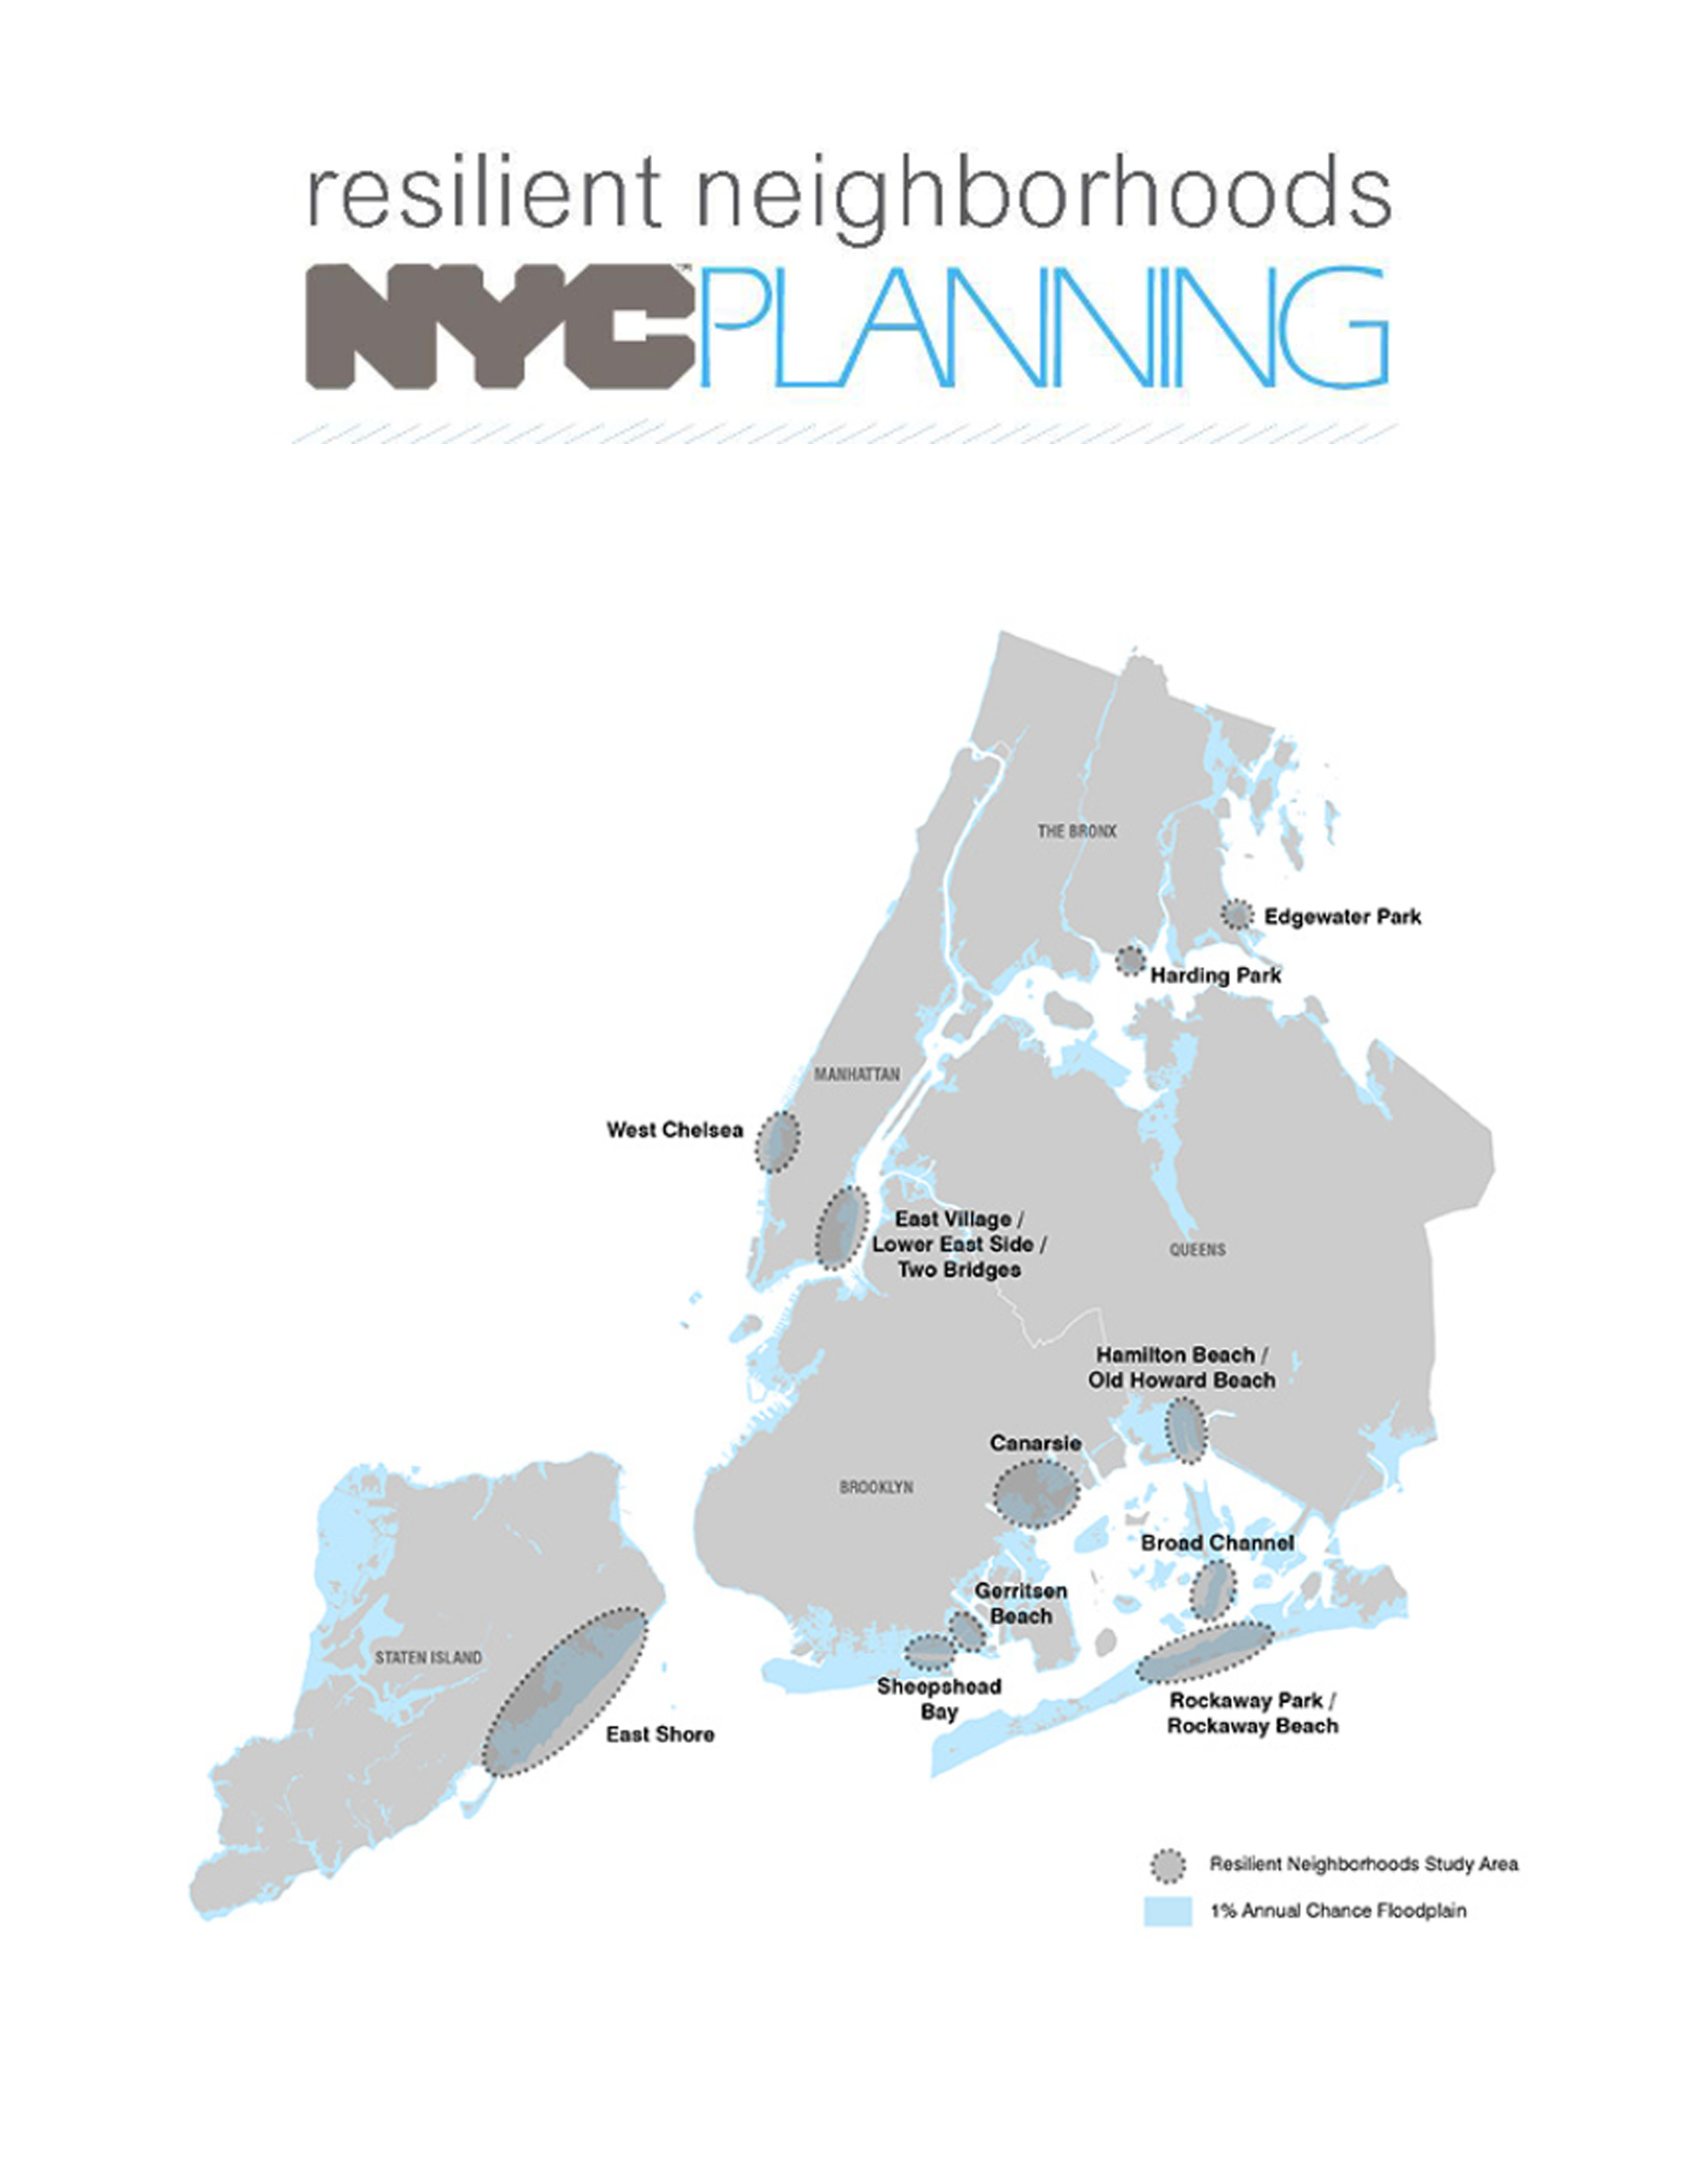 resilient neighborhoods
NYC PLANNING
THE BRONX
Edgewater Park
Harding Park
MANHATTAN
West Chelsea
East Village /
Lower East Side /
Two Bridges
QUEENS
Hamilton Beach /
Old Howard Beach
Canarsie
BROOKLYN
Broad Channel
Gerritsen
Beach
STATEN ISLAND
Sheepshead
Bay
Rockaway Park /
Rockaway Beach
East Shore
Resilient Neighborhoods Study Area
1% Annual Chance Floodplain